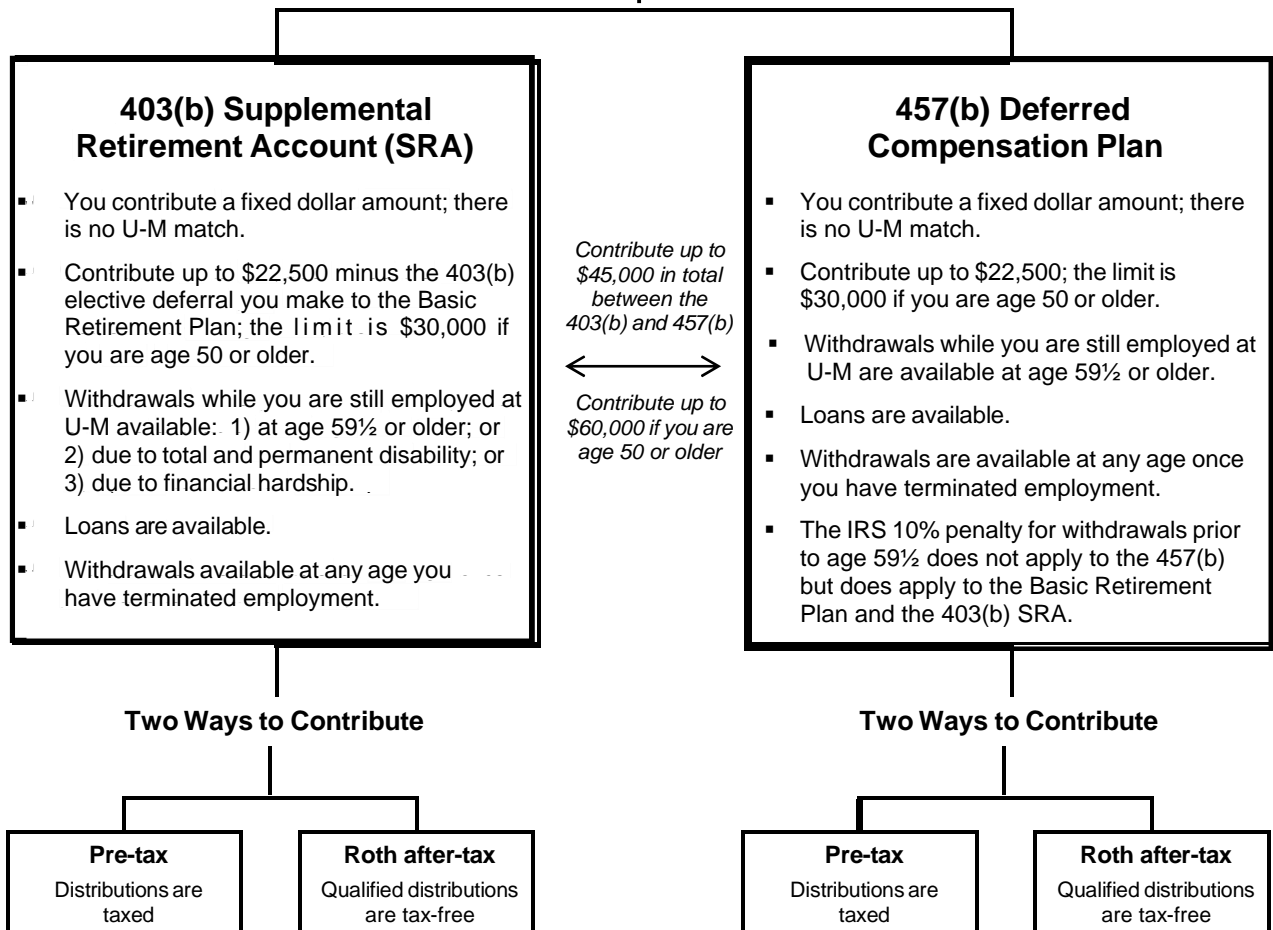 403(b) Supplemental
Retirement Account (SRA)
▪ You contribute a fixed dollar amount; there
is no U-M match.
▪ Contribute up to $22,500 minus the 403(b)
elective deferral you make to the Basic
Retirement Plan; the limit is $30,000 if
you are age 50 or older.
▪ Withdrawals while you are still employed at
U-M available: 1) at age 59½ or older; or
2) due to total and permanent disability; or
3) due to financial hardship.
▪ Loans are available.
▪ Withdrawals available at any age you
have terminated employment.
Contribute up to
$45,000 in total
between the
403(b) and 457(b)
Contribute up to
$60,000 if you are
age 50 or older
457(b) Deferred
Compensation Plan
▪ You contribute a fixed dollar amount; there
is no U-M match.
▪ Contribute up to $22,500; the limit is
$30,000 if you are age 50 or older.
▪ Withdrawals while you are still employed at
U-M are available at age 59½ or older.
▪ Loans are available.
▪ Withdrawals are available at any age once
you have terminated employment.
▪ The IRS 10% penalty for withdrawals prior
to age 59½ does not apply to the 457(b)
but does apply to the Basic Retirement
Plan and the 403(b) SRA.
Two Ways to Contribute
Pre-tax
Distributions are
taxed
Roth after-tax
Qualified distributions
are tax-free
Two Ways to Contribute
Pre-tax
Distributions are
taxed
Roth after-tax
Qualified distributions
are tax-free